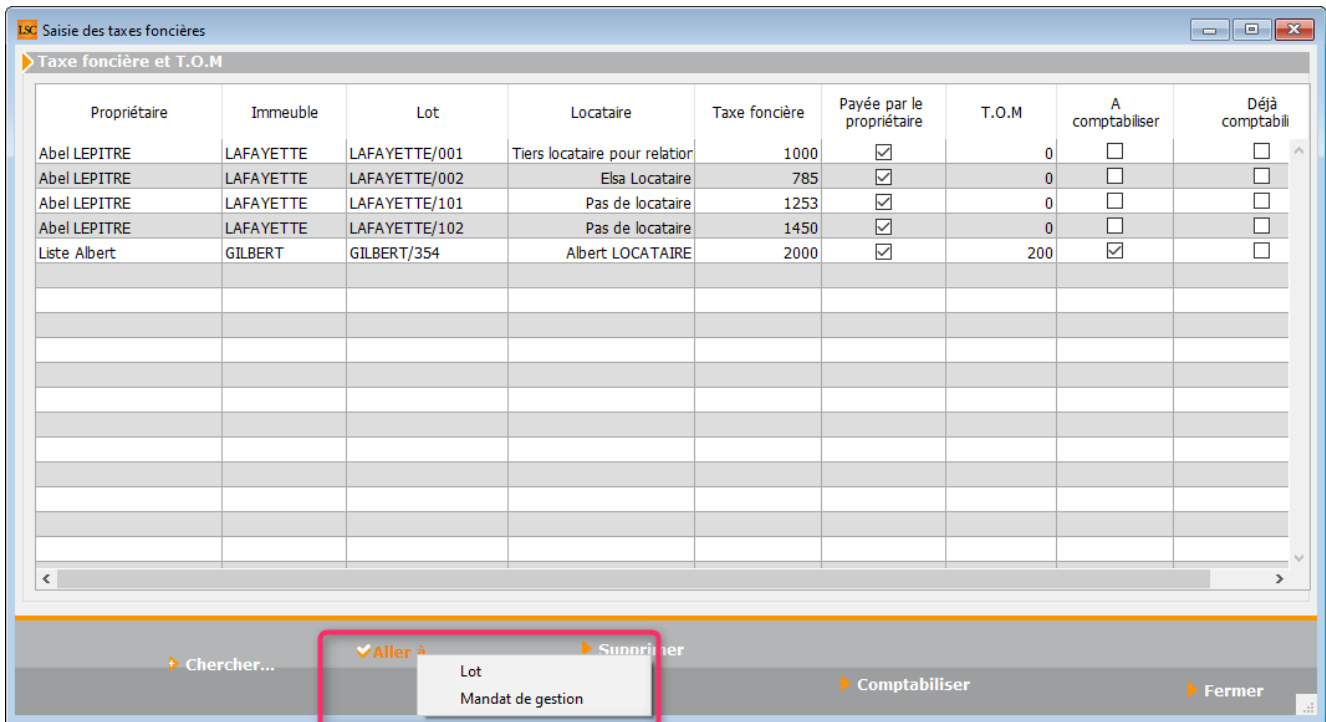 LSC Saisie des taxes foncières
Taxe foncière et T.O.M
Propriétaire Immeuble Lot Locataire Taxe foncière Payée par le propriétaire T.O.M A comptabiliser Déjà comptabili
Abel LEPITRE LAFAYETTE LAFAYETTE/001 Tiers locataire pour relation 1000 0
Abel LEPITRE LAFAYETTE LAFAYETTE/002 Elsa Locataire 785 0
Abel LEPITRE LAFAYETTE LAFAYETTE/101 Pas de locataire 1253 0
Abel LEPITRE LAFAYETTE LAFAYETTE/102 Pas de locataire 1450 0
Liste Albert GILBERT GILBERT/354 Albert LOCATAIRE 2000 200
Chercher...
Aller à
Supprimer
Lot
Mandat de gestion
Comptabiliser
Fermer